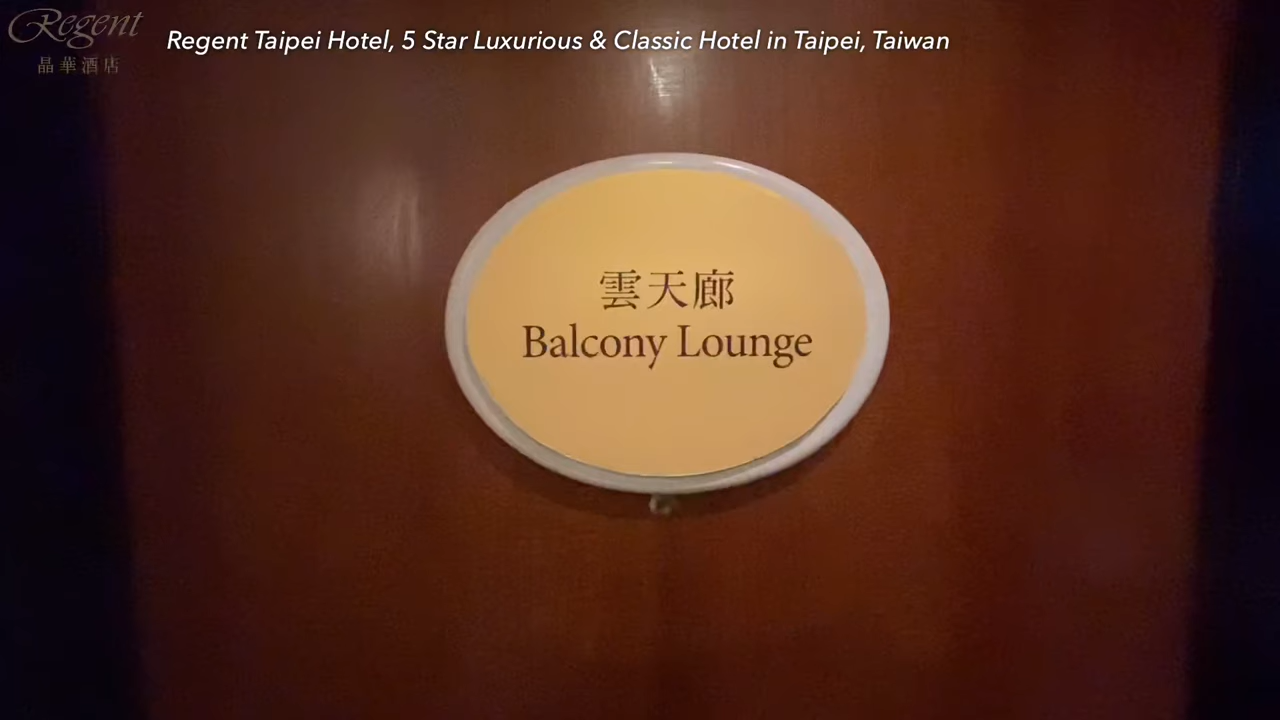 Regent
晶華酒店
Regent Taipei Hotel, 5 Star Luxurious & Classic Hotel in Taipei, Taiwan
雲天廊
Balcony Lounge